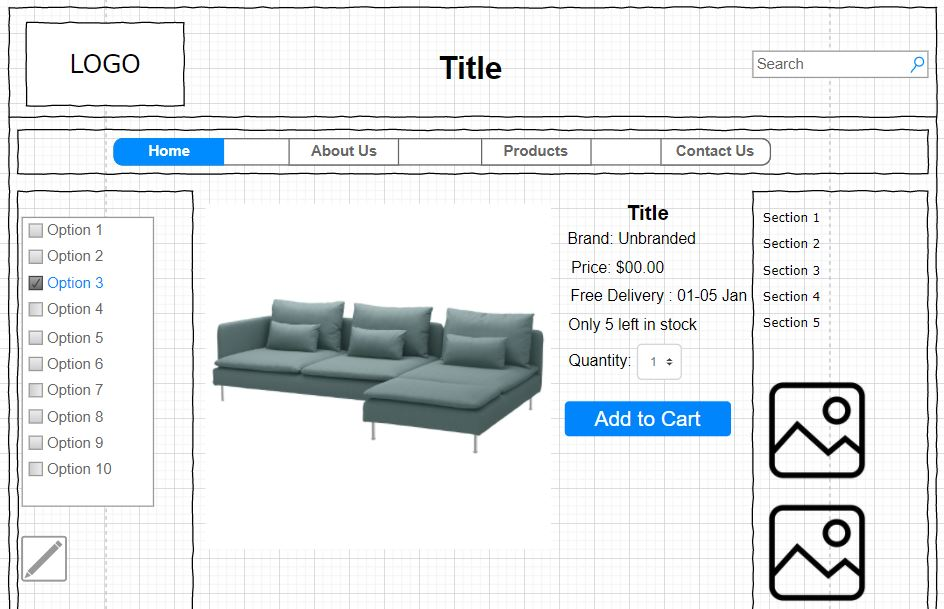 LOGO
Title
Search
Home About Us Products Contact Us
Option 1
Option 2
Option 3
Option 4
Option 5
Option 6
Option 7
Option 8
Option 9
Option 10
Title
Brand: Unbranded
Price: $00.00
Free Delivery : 01-05 Jan
Only 5 left in stock
Quantity: 1
Add to Cart
Section 1
Section 2
Section 3
Section 4
Section 5